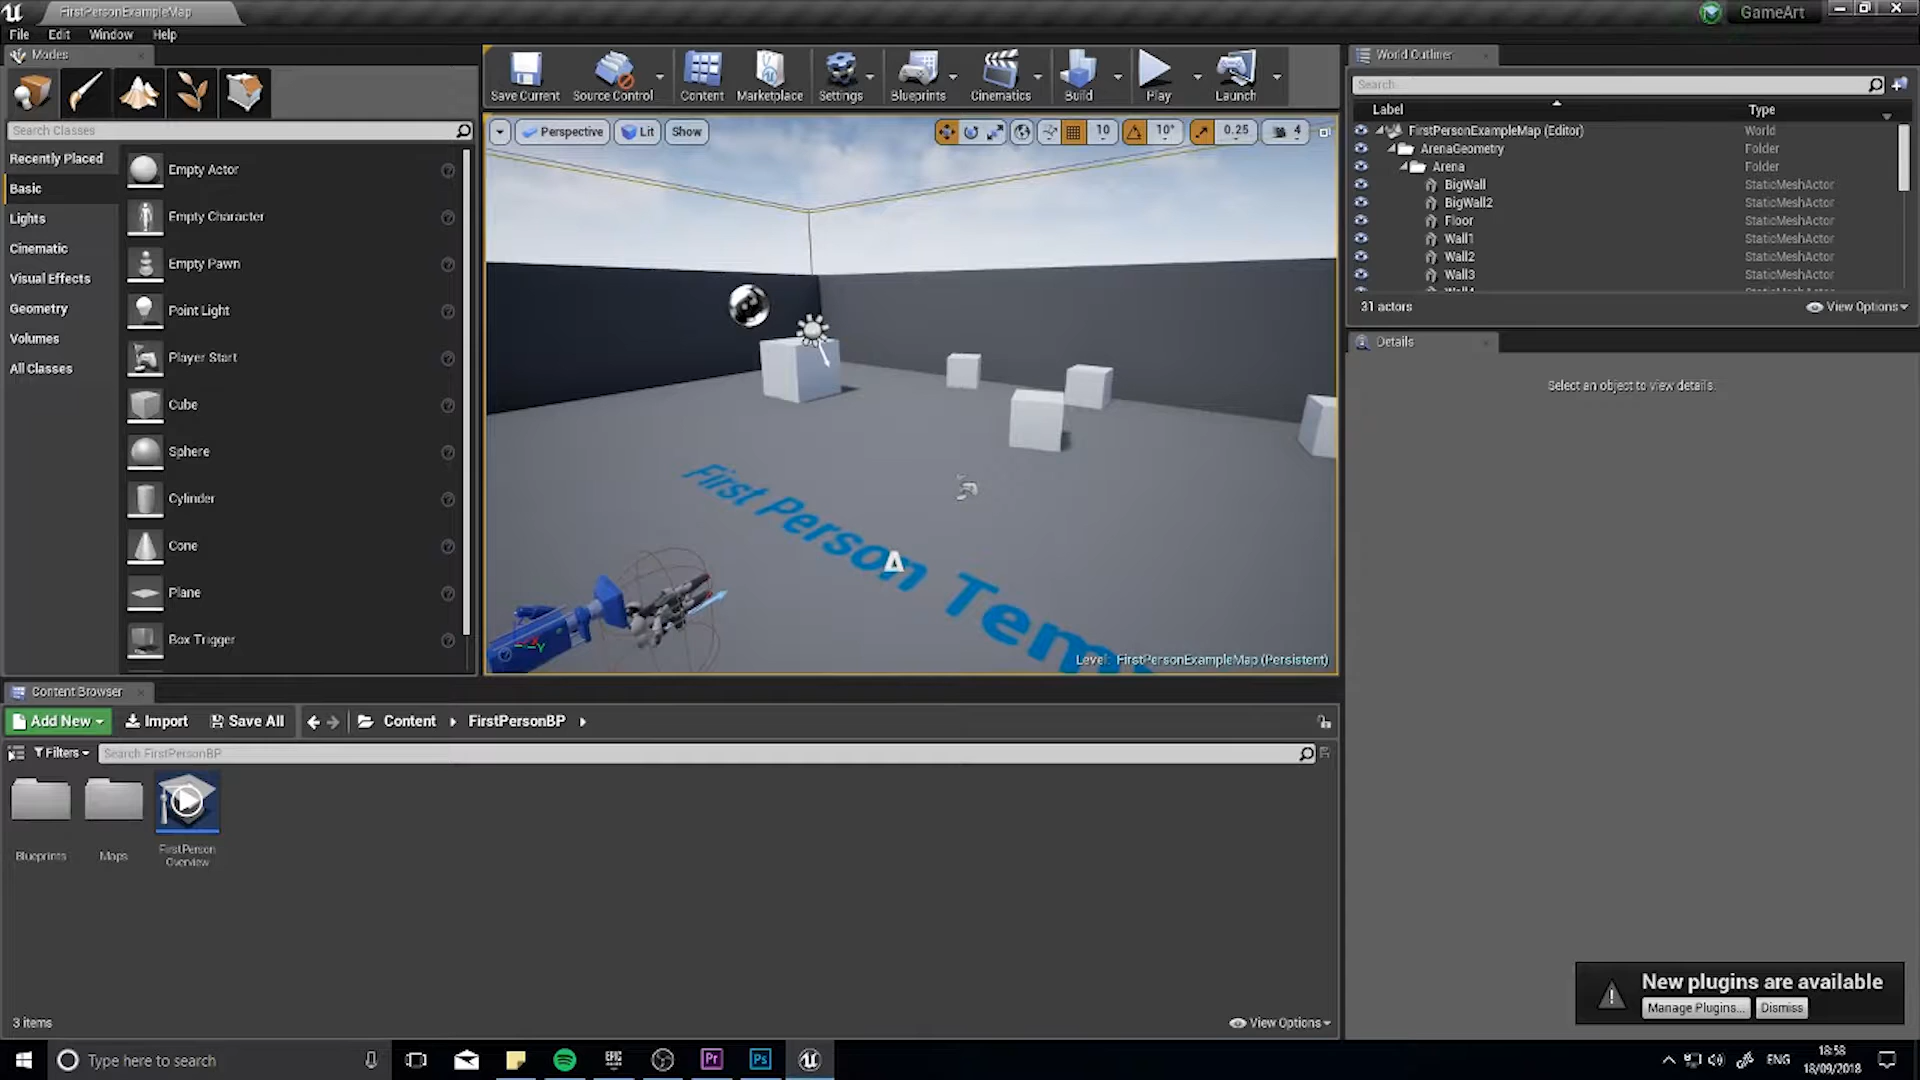 FirstPersonExampleMap
GameArt
File Edit Window Help
Modes
Search Classes
Recently Placed
Basic
Lights
Cinematic
Visual Effects
Geometry
Volumes
All Classes
Empty Actor
Empty Character
Empty Pawn
Point Light
Player Start
Cube
Sphere
Cylinder
Cone
Plane
Box Trigger
Save Current
Source Control
Content
Marketplace
Settings
Blueprints
Cinematics
Build
Play
Launch
Perspective
Lit
Show
10
10°
0.25
4
First Person Temp
Level: FirstPersonExampleMap (Persistent)
World Outliner
Search
Label Type
FirstPersonExampleMap (Editor) World
ArenaGeometry Folder
Arena Folder
BigWall StaticMeshActor
BigWall2 StaticMeshActor
Floor StaticMeshActor
Wall1 StaticMeshActor
Wall2 StaticMeshActor
Wall3 StaticMeshActor
Wall4 StaticMeshActor
31 actors
View Options
Details
Select an object to view details.
Content Browser
Add New
Import
Save All
Content
FirstPersonBP
Filters
Search FirstPersonBP
Blueprints
Maps
FirstPerson
Overview
3 items
View Options
New plugins are available
Manage Plugins...
Dismiss
Type here to search
EPIC
Pr
Ps
ENG
18:58
18/09/2018